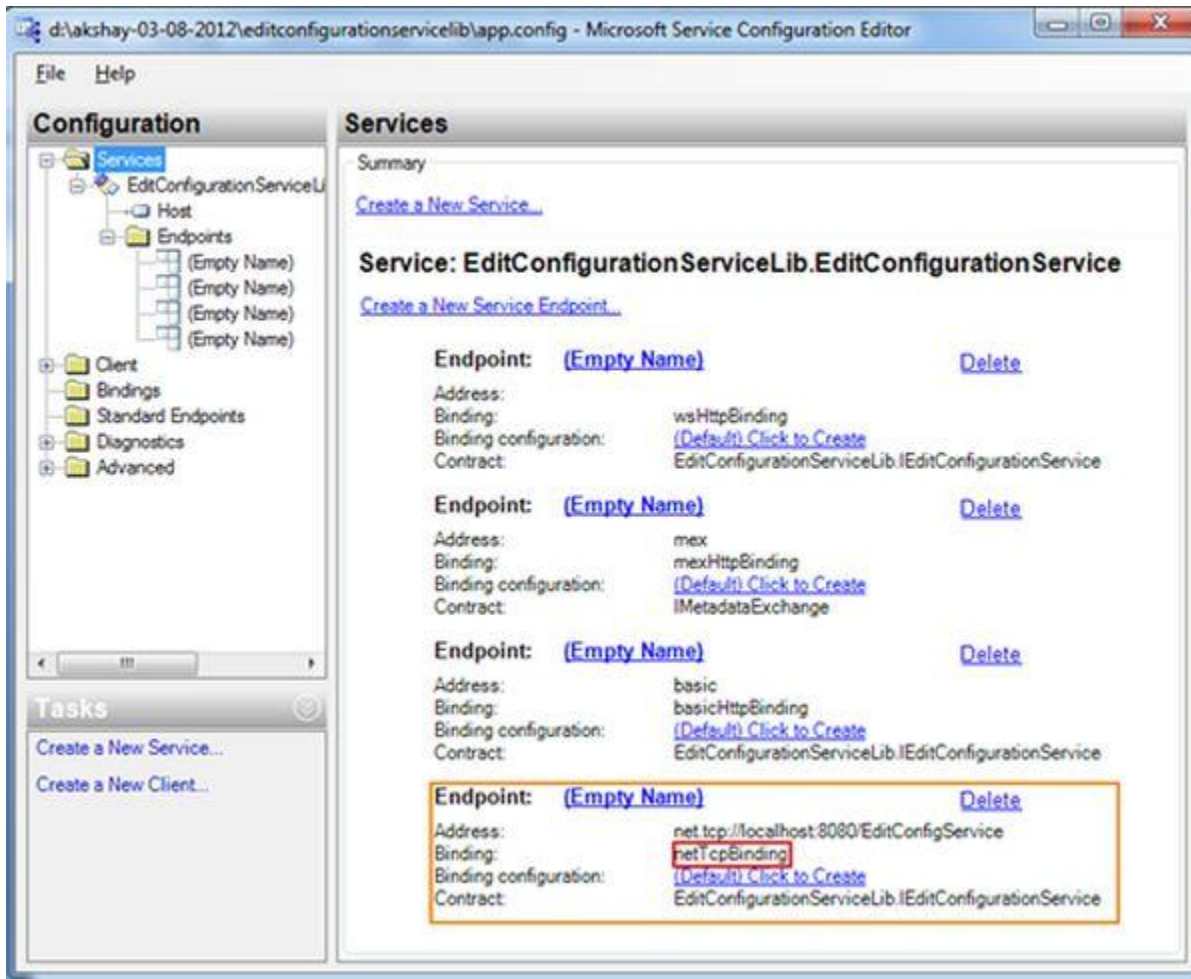 d:\akshay-03-08-2012\editconfigurationservicelib\app.config - Microsoft Service Configuration Editor
File Help
Configuration
Services
EditConfigurationServiceLi
Host
Endpoints
(Empty Name)
(Empty Name)
(Empty Name)
(Empty Name)
Client
Bindings
Standard Endpoints
Diagnostics
Advanced
Tasks
Create a New Service...
Create a New Client...
Services
Summary
Create a New Service...
Service: EditConfigurationServiceLib.EditConfigurationService
Create a New Service Endpoint...
Endpoint: (Empty Name) Delete
Address:
Binding: wsHttpBinding
Binding configuration: (Default) Click to Create
Contract: EditConfigurationServiceLib.IEditConfigurationService
Endpoint: (Empty Name) Delete
Address: mex
Binding: mexHttpBinding
Binding configuration: (Default) Click to Create
Contract: IMetadataExchange
Endpoint: (Empty Name) Delete
Address: basic
Binding: basicHttpBinding
Binding configuration: (Default) Click to Create
Contract: EditConfigurationServiceLib.IEditConfigurationService
Endpoint: (Empty Name) Delete
Address: net.tcp://localhost:8080/EditConfigService
Binding: netTcpBinding
Binding configuration: (Default) Click to Create
Contract: EditConfigurationServiceLib.IEditConfigurationService